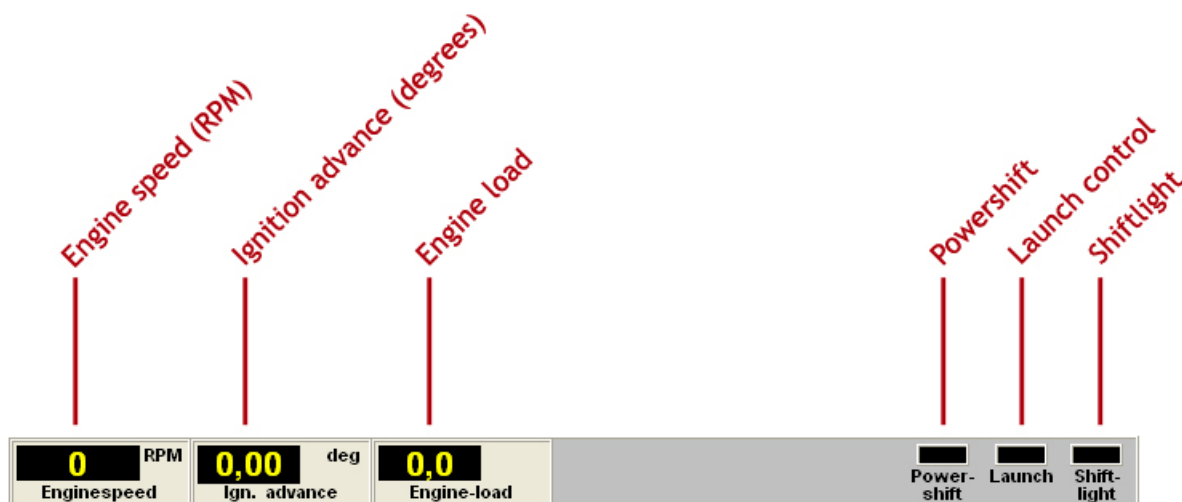 Engine speed (RPM)
Ignition advance (degrees)
Engine load
Powershift
Launch control
Shiftlight
0 RPM
Enginespeed
0,00 deg
Ign. advance
0,0
Engine-load
Power-
shift
Launch
Shift-
light